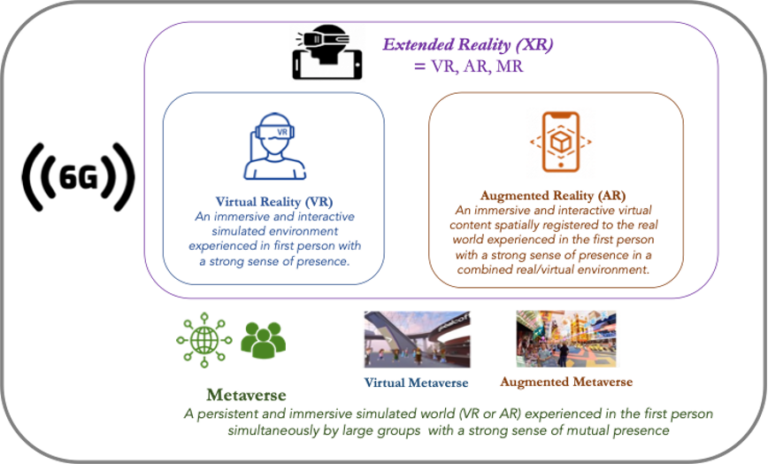 Extended Reality (XR)
= VR, AR, MR
6G
VR
Virtual Reality (VR)
An immersive and interactive
simulated environment
experienced in first person with
a strong sense of presence.
Augmented Reality (AR)
An immersive and interactive virtual
content spatially registered to the real
world experienced in the first person
with a strong sense of presence in a
combined real/virtual environment.
Virtual Metaverse
Augmented Metaverse
Metaverse
A persistent and immersive simulated world (VR or AR) experienced in the first person
simultaneously by large groups with a strong sense of mutual presence